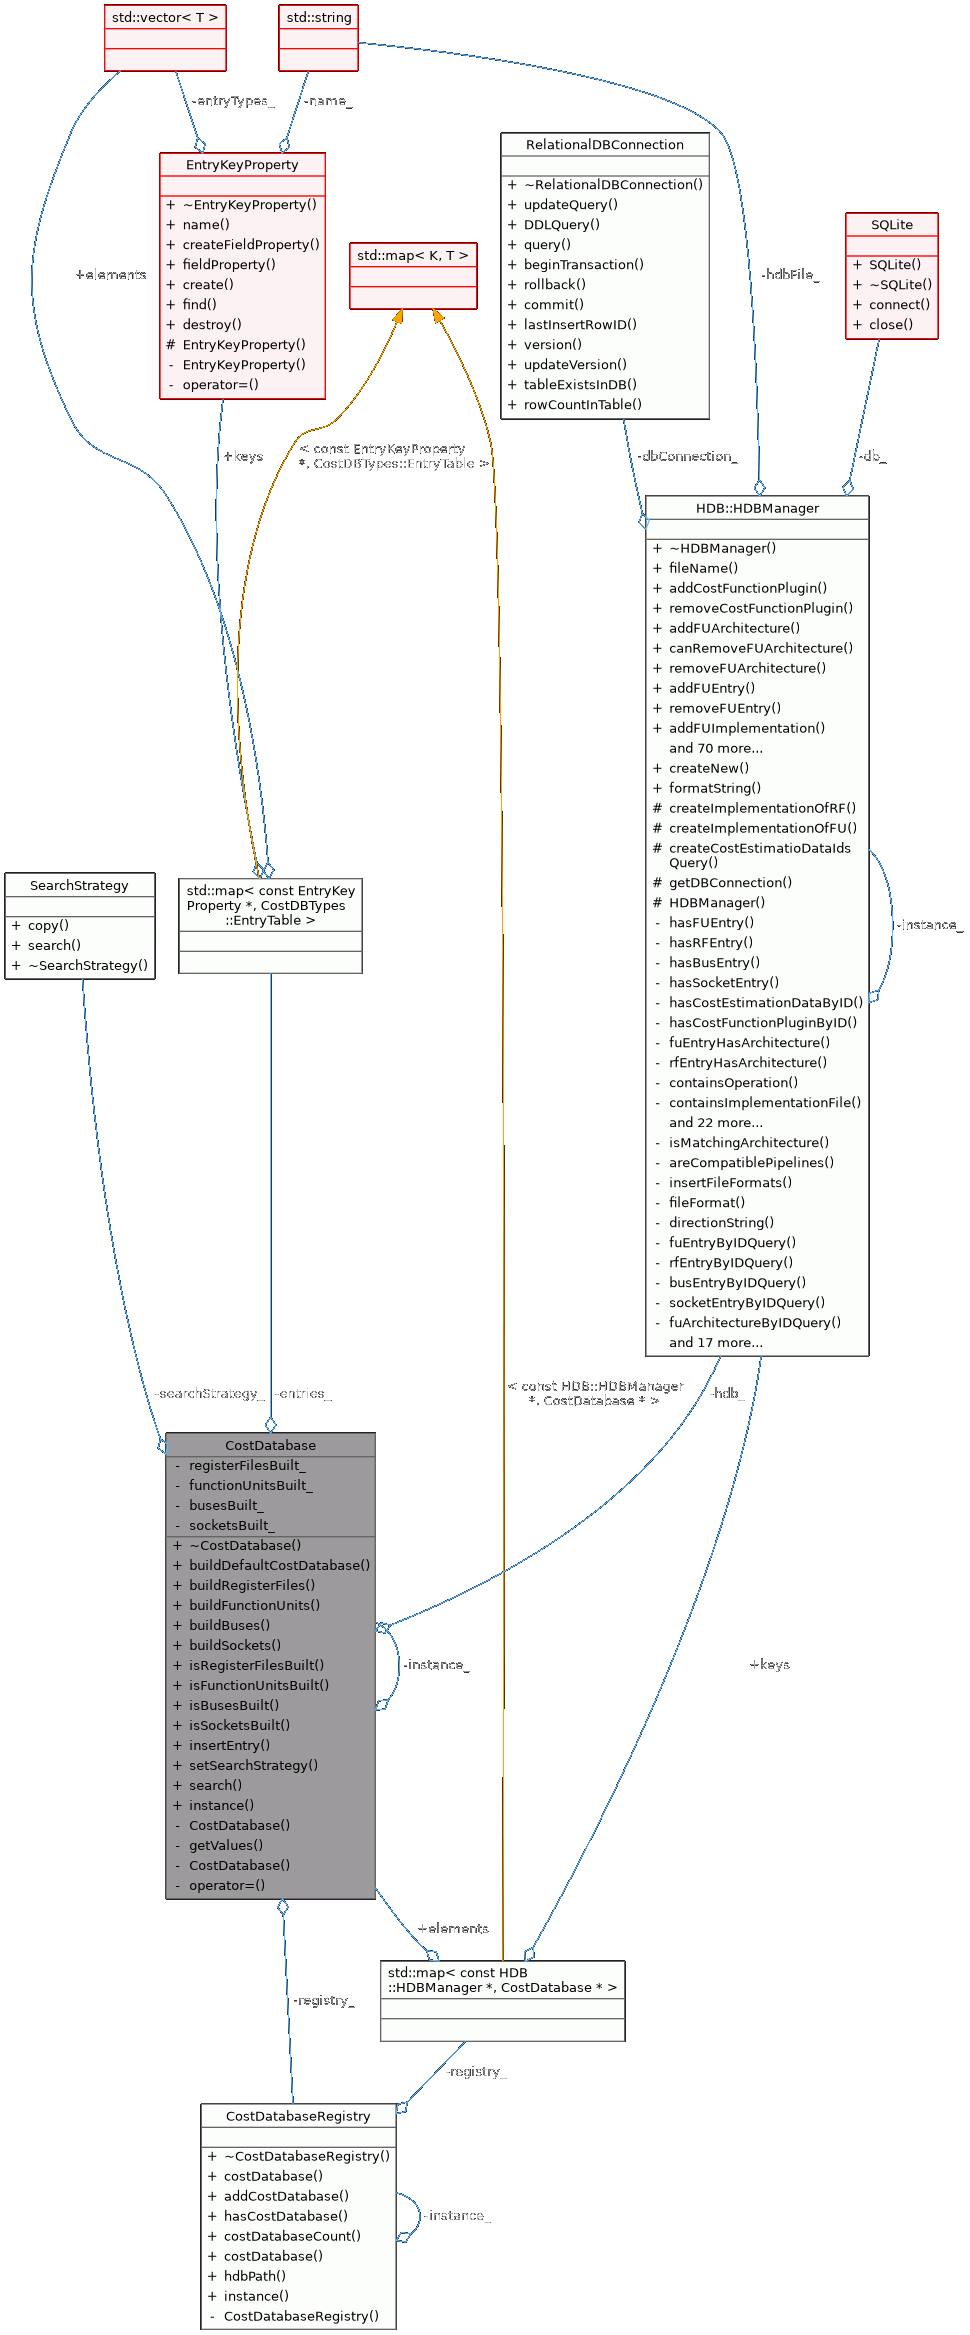 std::vector< T >
std::string
-entryTypes_
-name_
EntryKeyProperty
+ ~EntryKeyProperty()
+ name()
+ createFieldProperty()
+ fieldProperty()
+ create()
+ find()
+ destroy()
# EntryKeyProperty()
- EntryKeyProperty()
- operator=()
RelationalDBConnection
+ ~RelationalDBConnection()
+ updateQuery()
+ DDLQuery()
+ query()
+ beginTransaction()
+ rollback()
+ commit()
+ lastInsertRowID()
+ version()
+ updateVersion()
+ tableExistsInDB()
+ rowCountInTable()
SQLite
+ SQLite()
+ ~SQLite()
+ connect()
+ close()
std::map< K, T >
+elements
-hdbFile_
+keys
< const EntryKeyProperty
*, CostDBTypes::EntryTable >
-dbConnection_
-db_
HDB::HDBManager
+ ~HDBManager()
+ fileName()
+ addCostFunctionPlugin()
+ removeCostFunctionPlugin()
+ addFUArchitecture()
+ canRemoveFUArchitecture()
+ removeFUArchitecture()
+ addFUEntry()
+ removeFUEntry()
+ addFUImplementation()
and 70 more...
+ createNew()
+ formatString()
# createImplementationOfRF()
# createImplementationOfFU()
# createCostEstimatioDataIds
Query()
# getDBConnection()
# HDBManager()
- hasFUEntry()
- hasRFEntry()
- hasBusEntry()
- hasSocketEntry()
- hasCostEstimationDataByID()
- hasCostFunctionPluginByID()
- fuEntryHasArchitecture()
- rfEntryHasArchitecture()
- containsOperation()
- containsImplementationFile()
and 22 more...
- isMatchingArchitecture()
- areCompatiblePipelines()
- insertFileFormats()
- fileFormat()
- directionString()
- fuEntryByIDQuery()
- rfEntryByIDQuery()
- busEntryByIDQuery()
- socketEntryByIDQuery()
- fuArchitectureByIDQuery()
and 17 more...
-instance_
SearchStrategy
+ copy()
+ search()
+ ~SearchStrategy()
std::map< const EntryKey
Property *, CostDBTypes
::EntryTable >
-searchStrategy_
-entries_
< const HDB::HDBManager
*, CostDatabase * >
-hdb_
CostDatabase
- registerFilesBuilt_
- functionUnitsBuilt_
- busesBuilt_
- socketsBuilt_
+ ~CostDatabase()
+ buildDefaultCostDatabase()
+ buildRegisterFiles()
+ buildFunctionUnits()
+ buildBuses()
+ buildSockets()
+ isRegisterFilesBuilt()
+ isFunctionUnitsBuilt()
+ isBusesBuilt()
+ isSocketsBuilt()
+ insertEntry()
+ setSearchStrategy()
+ search()
+ instance()
- CostDatabase()
- getValues()
- CostDatabase()
- operator=()
-instance_
+keys
+elements
std::map< const HDB
::HDBManager *, CostDatabase * >
-registry_
-registry_
CostDatabaseRegistry
+ ~CostDatabaseRegistry()
+ costDatabase()
+ addCostDatabase()
+ hasCostDatabase()
+ costDatabaseCount()
+ costDatabase()
+ hdbPath()
+ instance()
- CostDatabaseRegistry()
-instance_